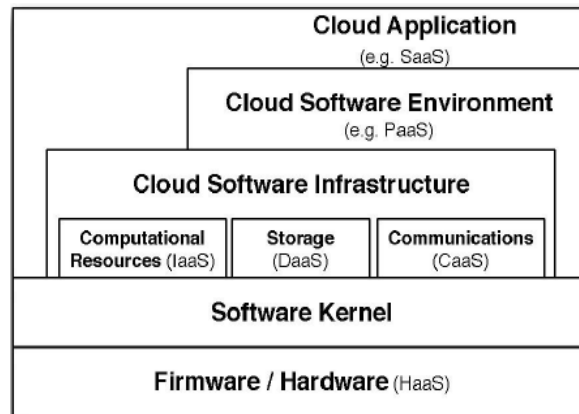 Cloud Application
(e.g. SaaS)
Cloud Software Environment
(e.g. PaaS)
Cloud Software Infrastructure
Computational
Resources (IaaS)
Storage
(DaaS)
Communications
(CaaS)
Software Kernel
Firmware / Hardware (HaaS)